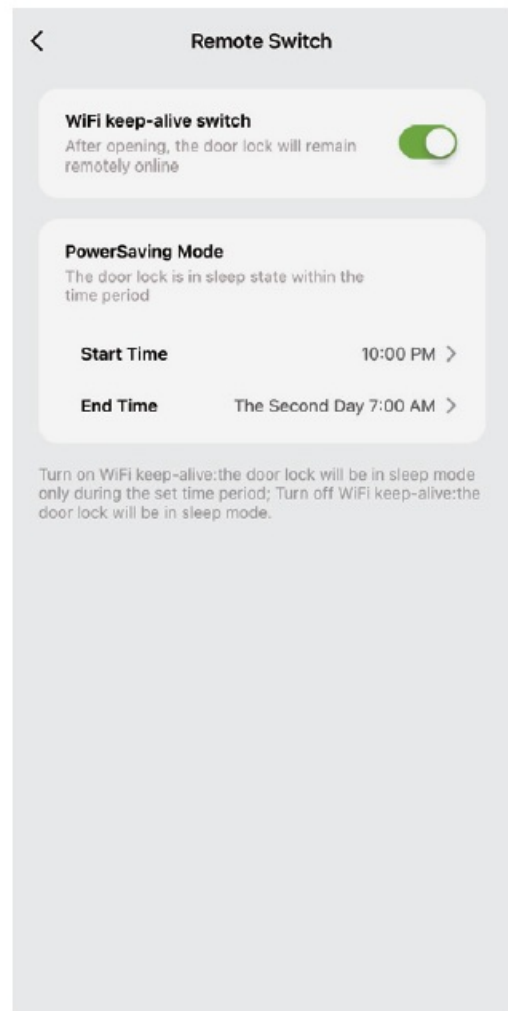 Remote Switch
WiFi keep-alive switch
After opening, the door lock will remain
remotely online
PowerSaving Mode
The door lock is in sleep state within the
time period
Start Time 10:00 PM
End Time The Second Day 7:00 AM
Turn on WiFi keep-alive:the door lock will be in sleep mode
only during the set time period; Turn off WiFi keep-alive:the
door lock will be in sleep mode.